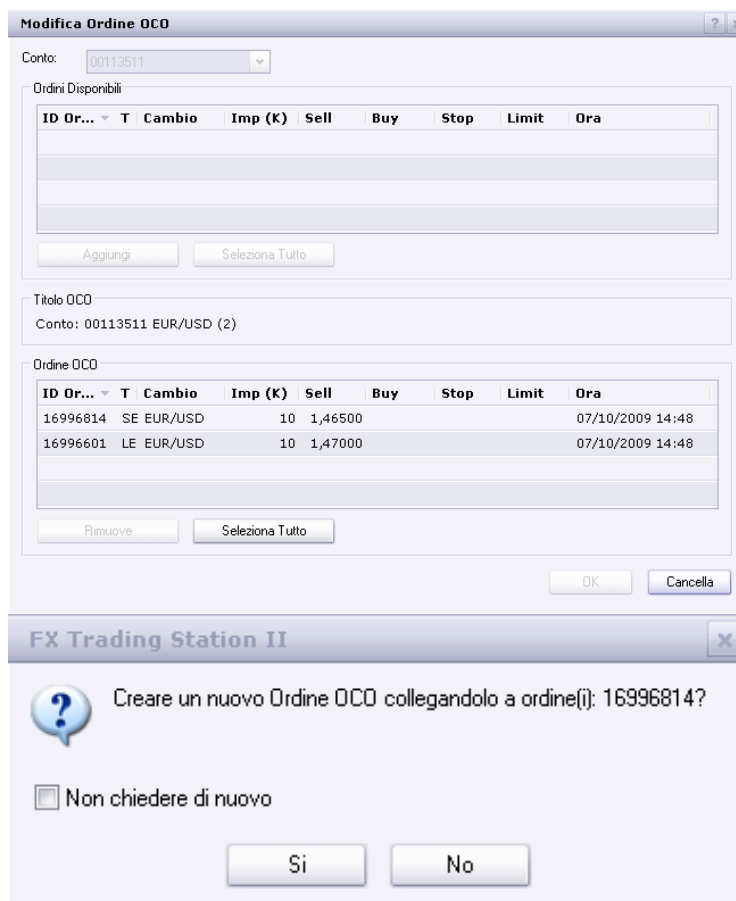 Modifica Ordine OCO
Conto: 00113511
Ordini Disponibili
ID Or... T Cambio Imp (K) Sell Buy Stop Limit Ora
Aggiungi Seleziona Tutto
Titolo OCO
Conto: 00113511 EUR/USD (2)
Ordine OCO
ID Or... T Cambio Imp (K) Sell Buy Stop Limit Ora
16996814 SE EUR/USD 10 1,46500 07/10/2009 14:48
16996601 LE EUR/USD 10 1,47000 07/10/2009 14:48
Rimuove Seleziona Tutto
OK Cancella
FX Trading Station II
Creare un nuovo Ordine OCO collegandolo a ordine(i): 16996814?
Non chiedere di nuovo
Si No